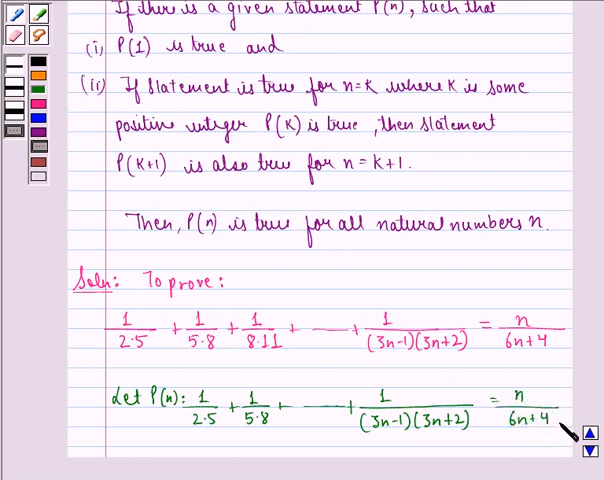 If there is a given statement P(n), such that
(i) P(1) is true and
(ii) If statement is true for n=k where k is some
positive integer P(k) is true, then statement
P(k+1) is also true for n=k+1.
Then, P(n) is true for all natural numbers n.
Soln: To prove:
1/(2·5) + 1/(5·8) + 1/(8·11) + —— + 1/((3n-1)(3n+2)) = n/(6n+4)
Let P(n): 1/(2·5) + 1/(5·8) + —— + 1/((3n-1)(3n+2)) = n/(6n+4)